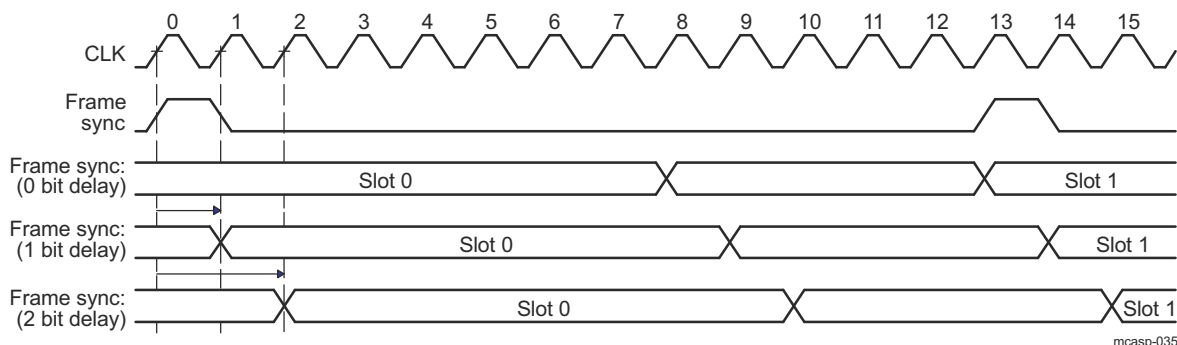 0 1 2 3 4 5 6 7 8 9 10 11 12 13 14 15
CLK
Frame
sync
Frame sync:
(0 bit delay)
Slot 0
Slot 1
Frame sync:
(1 bit delay)
Slot 0
Slot 1
Frame sync:
(2 bit delay)
Slot 0
Slot 1
mcasp-035